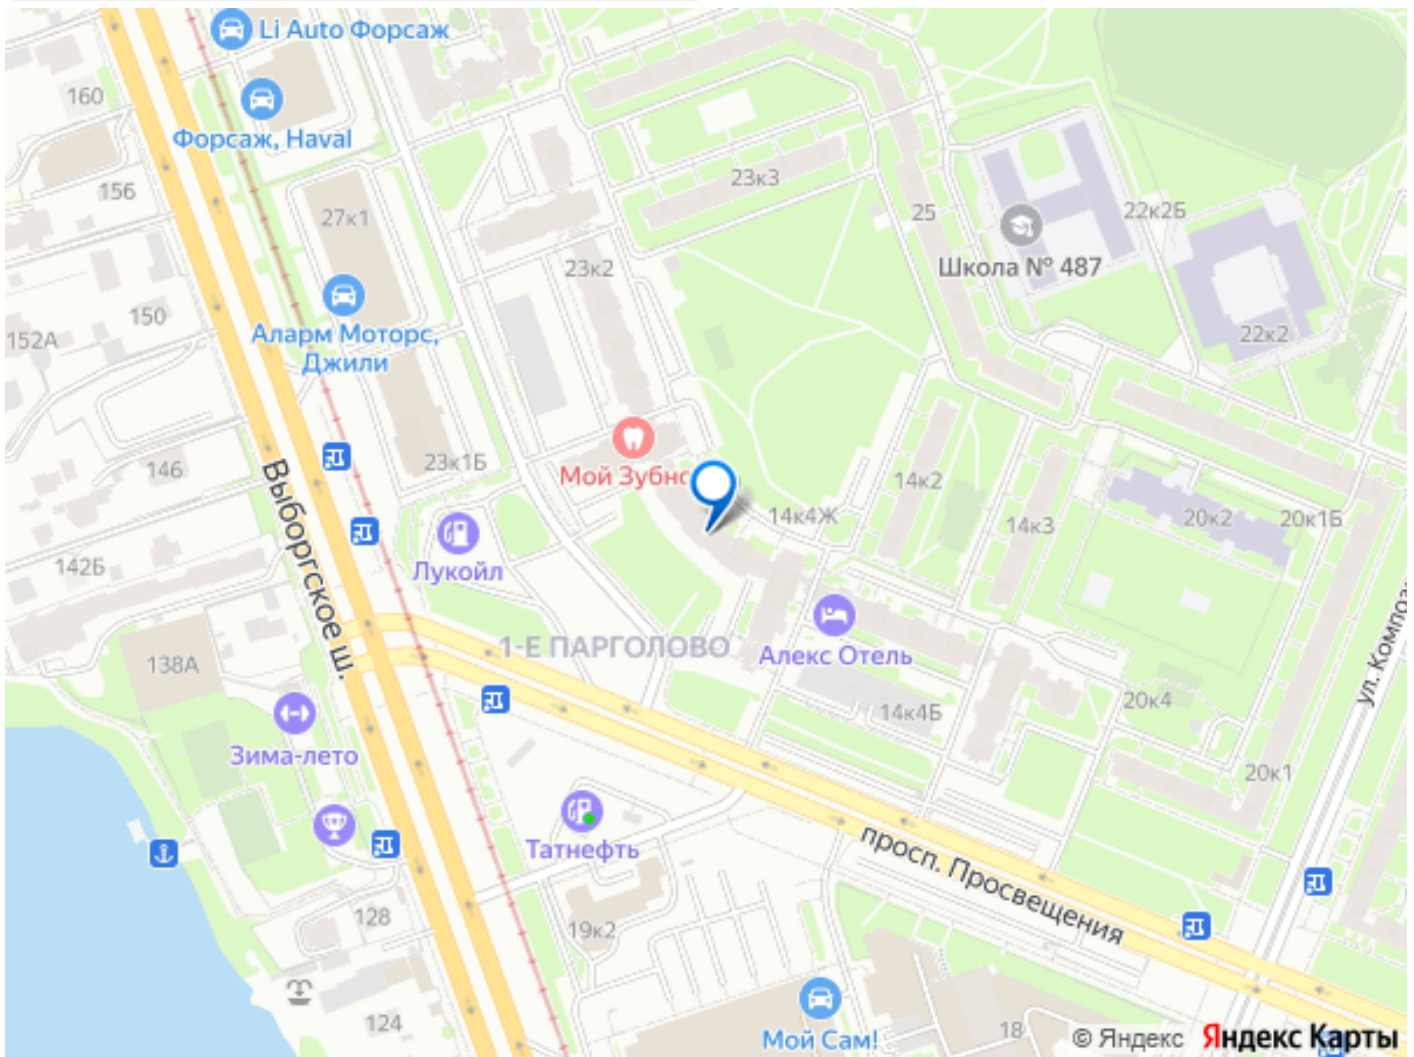 Li Auto Форсаж
160
Форсаж, Haval
156
27к1
23к3
25
22к2Б
Школа № 487
23к2
150
152А
Аларм Моторс,
Джили
22к2
146
23к1Б
Мой Зубно
14к2
14к4Ж
14к3
20к2
20к1Б
Выборгское ш.
142Б
Лукойл
138А
1-Е ПАРГОЛОВО
Алекс Отель
ул. Композ
20к4
14к4Б
Зима-лето
20к1
Татнефть
просп. Просвещения
128
19к2
124
Мой Сам!
18
© Яндекс Яндекс Карты